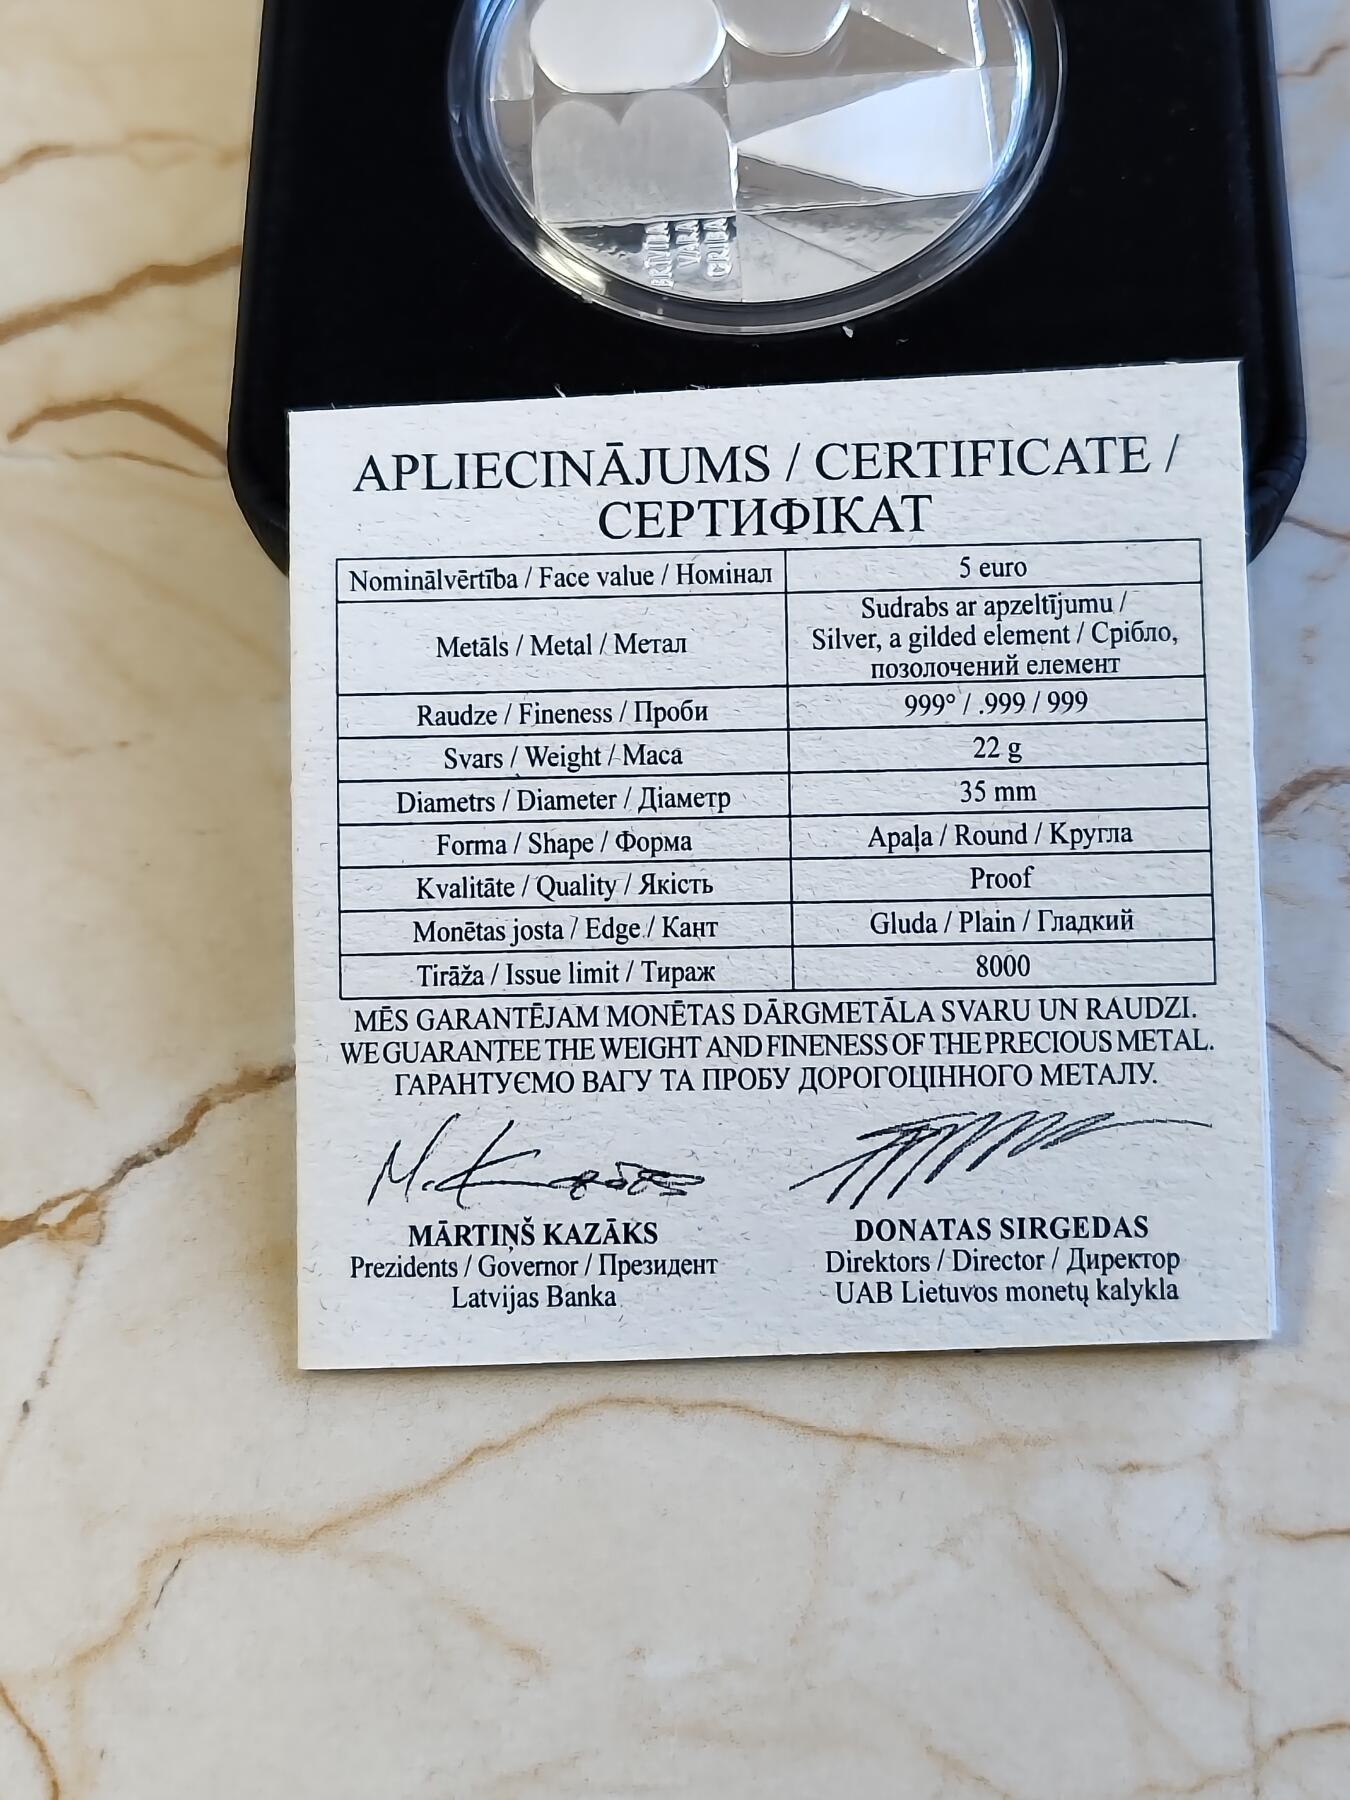 BRĪVĪBA
VARA
GRIBA
APLIECINĀJUMS / CERTIFICATE /
СЕРТИФІКАТ
Nominālvērtība / Face value / Номінал
5 euro
Metāls / Metal / Метал
Sudrabs ar apzeltījumu /
Silver, a gilded element / Срібло,
позолочений елемент
Raudze / Fineness / Проби
999° / .999 / 999
Svars / Weight / Маса
22 g
Diametrs / Diameter / Діаметр
35 mm
Forma / Shape / Форма
Apaļa / Round / Кругла
Kvalitāte / Quality / Якість
Proof
Monētas josta / Edge / Кант
Gluda / Plain / Гладкий
Tirāža / Issue limit / Тираж
8000
MĒS GARANTĒJAM MONĒTAS DĀRGMETĀLA SVARU UN RAUDZI.
WE GUARANTEE THE WEIGHT AND FINENESS OF THE PRECIOUS METAL.
ГАРАНТУЄМО ВАГУ ТА ПРОБУ ДОРОГОЦІННОГО МЕТАЛУ.
MĀRTIŅŠ KAZĀKS
Prezidents / Governor / Президент
Latvijas Banka
DONATAS SIRGEDAS
Direktors / Director / Директор
UAB Lietuvos monetų kalykla